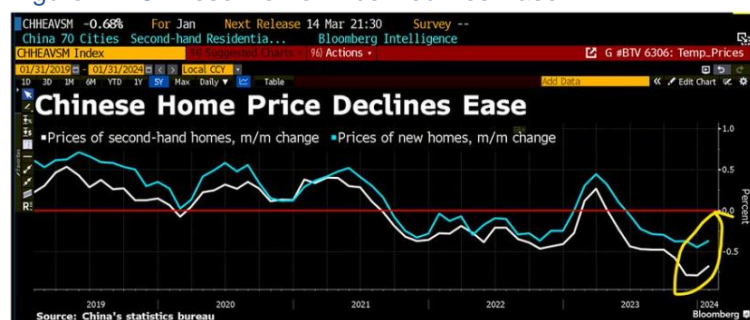 CHHEAVSM -0.68% For Jan Next Release 14 Mar 21:30 Survey --
China 70 Cities Second-hand Residentia... Bloomberg Intelligence
CHHEAVSM Index 94) Suggested Charts 96) Actions G #BTV 6306: Temp_Prices
01/31/2019 - 01/31/2024 Local CCY
1D 3D 1M 6M YTD 1Y 5Y Max Daily Table Add Data Edit Chart
Chinese Home Price Declines Ease
Prices of second-hand homes, m/m change Prices of new homes, m/m change
1.0
0.5
0.0
-0.5
Percent
2019 2020 2021 2022 2023 2024
Source: China's statistics bureau Bloomberg